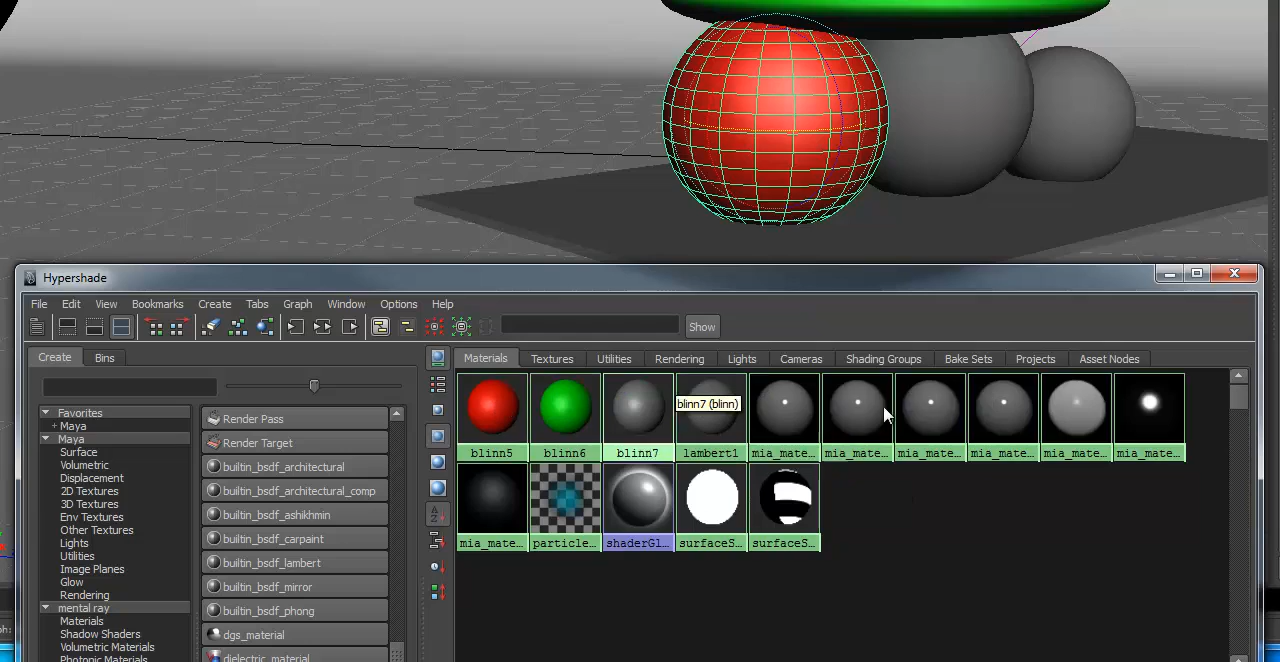 Hypershade
File Edit View Bookmarks Create Tabs Graph Window Options Help
Show
Create Bins
Materials Textures Utilities Rendering Lights Cameras Shading Groups Bake Sets Projects Asset Nodes
Favorites
+ Maya
Maya
Surface
Volumetric
Displacement
2D Textures
3D Textures
Env Textures
Other Textures
Lights
Utilities
Image Planes
Glow
Rendering
mental ray
Materials
Shadow Shaders
Volumetric Materials
Photonic Materials
Render Pass
Render Target
builtin_bsdf_architectural
builtin_bsdf_architectural_comp
builtin_bsdf_ashikhmin
builtin_bsdf_carpaint
builtin_bsdf_lambert
builtin_bsdf_mirror
builtin_bsdf_phong
dgs_material
dielectric_material
blinn7 (blinn)
blinn5 blinn6 blinn7 lambert1 mia_mate... mia_mate... mia_mate... mia_mate... mia_mate... mia_mate...
mia_mate... particle... shaderGl... surfaceS... surfaceS...